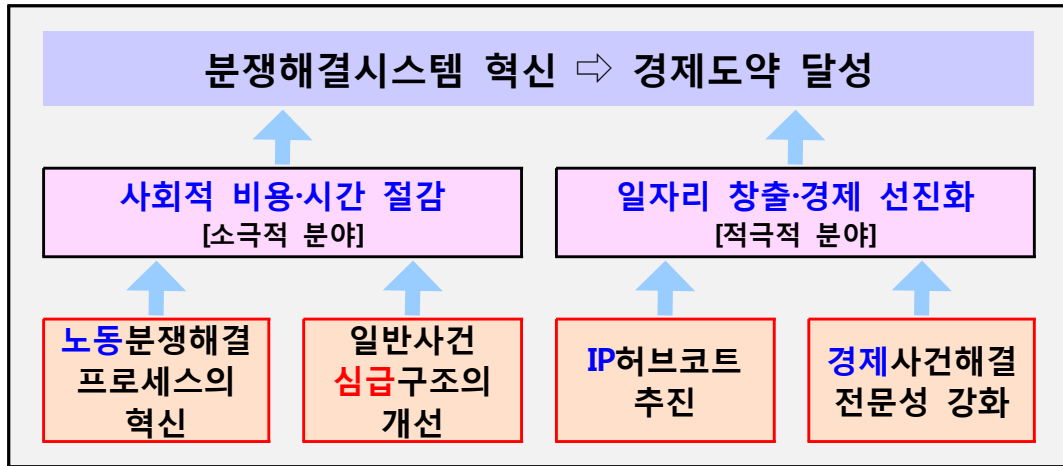 분쟁해결시스템 혁신 ⇨ 경제도약 달성
사회적 비용·시간 절감
[소극적 분야]
일자리 창출·경제 선진화
[적극적 분야]
노동분쟁해결
프로세스의
혁신
일반사건
심급구조의
개선
IP허브코트
추진
경제사건해결
전문성 강화